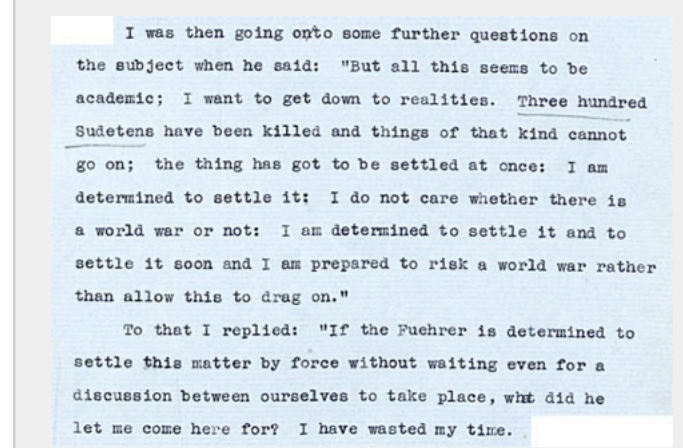 I was then going onto some further questions on
the subject when he said: "But all this seems to be
academic; I want to get down to realities. Three hundred
Sudetens have been killed and things of that kind cannot
go on; the thing has got to be settled at once: I am
determined to settle it: I do not care whether there is
a world war or not: I am determined to settle it and to
settle it soon and I am prepared to risk a world war rather
than allow this to drag on."
To that I replied: "If the Fuehrer is determined to
settle this matter by force without waiting even for a
discussion between ourselves to take place, what did he
let me come here for? I have wasted my time.